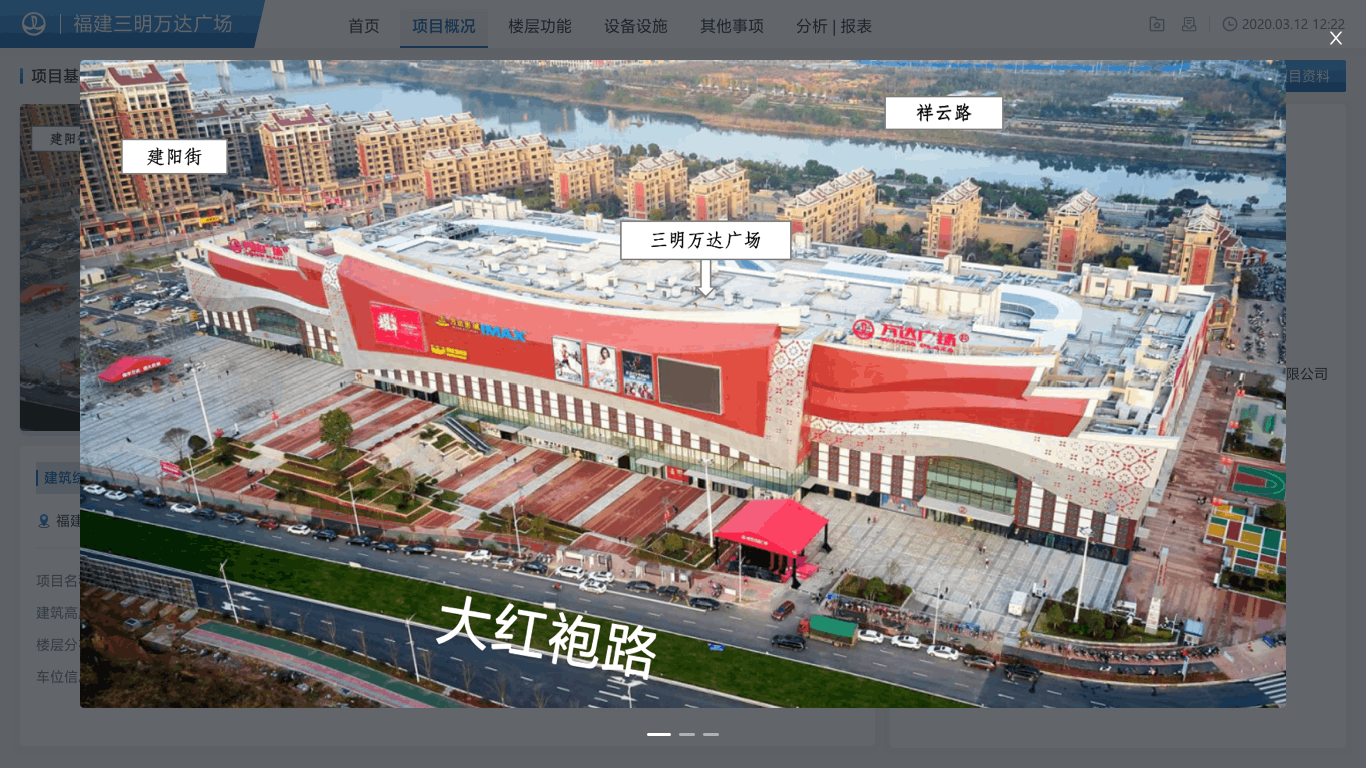 福建三明万达广场
首页
项目概况
楼层功能
设备设施
其他事项
分析 | 报表
2020.03.12 12:22
项目基
目资料
建阳
建阳街
祥云路
三明万达广场
IMAX
万达广场
WANDA PLAZA
限公司
建筑
福建
项目名
建筑高
楼层分
车位信
大红袍路